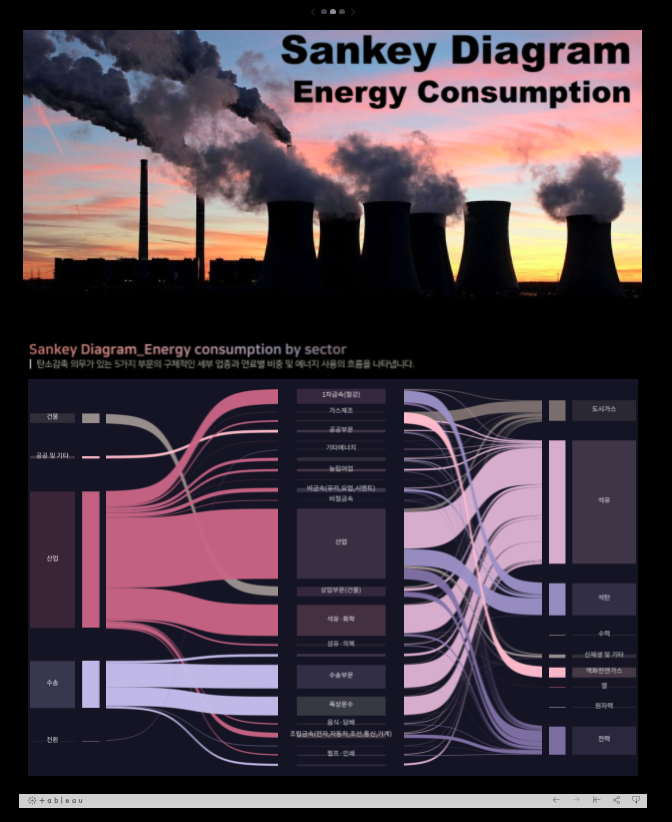 Sankey Diagram
Energy Consumption
Sankey Diagram_Energy consumption by sector
탄소감축 의무가 있는 5가지 부문의 구체적인 세부 업종과 연료별 비중 및 에너지 사용의 흐름을 나타냅니다.
건물
공공 및 기타
산업
수송
전환
1차금속(철강)
가스제조
공공부문
기타에너지
농림어업
비금속(유리,요업,시멘트)
비철금속
산업
상업부문(건물)
석유·화학
섬유·의복
수송부문
육상운수
음식·담배
조립금속(전자,자동차,조선,통신,기계)
펄프·인쇄
도시가스
석유
석탄
수력
신재생 및 기타
액화천연가스
열
원자력
전력
+ableau